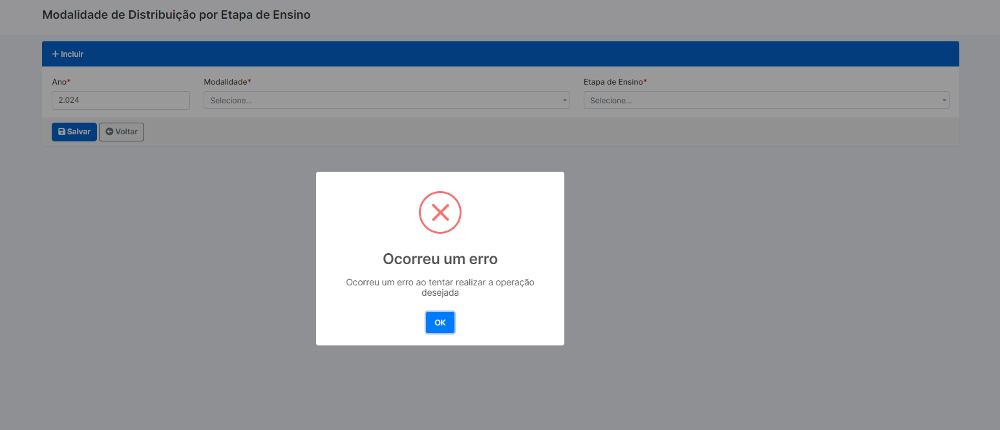 Modalidade de Distribuição por Etapa de Ensino
+ Incluir
Ano* Modalidade* Etapa de Ensino*
2.024 Selecione... Selecione...
Salvar Voltar
Ocorreu um erro
Ocorreu um erro ao tentar realizar a operação
desejada
OK